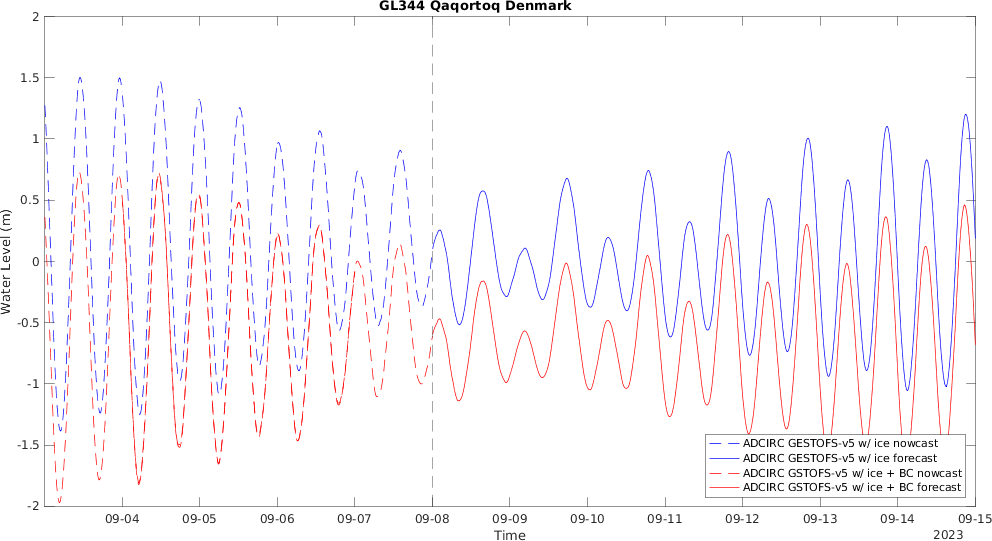 GL344 Qaqortoq Denmark
2
1.5
1
0.5
0
-0.5
-1
-1.5
-2
Water Level (m)
09-04 09-05 09-06 09-07 09-08 09-09 09-10 09-11 09-12 09-13 09-14 09-15
Time
2023
ADCIRC GESTOFS-v5 w/ ice nowcast
ADCIRC GESTOFS-v5 w/ ice forecast
ADCIRC GSTOFS-v5 w/ ice + BC nowcast
ADCIRC GSTOFS-v5 w/ ice + BC forecast